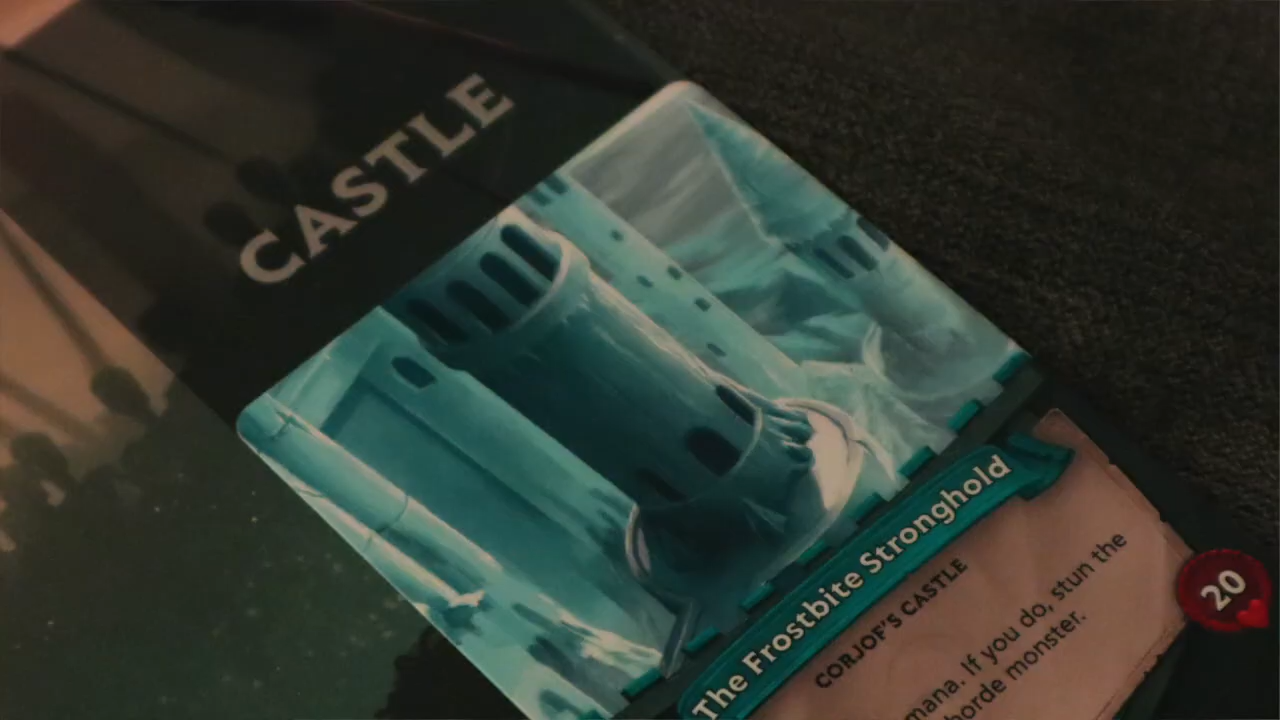 CASTLE
The Frostbite Stronghold
CORJOF'S CASTLE
mana. If you do, stun the
horde monster.
20